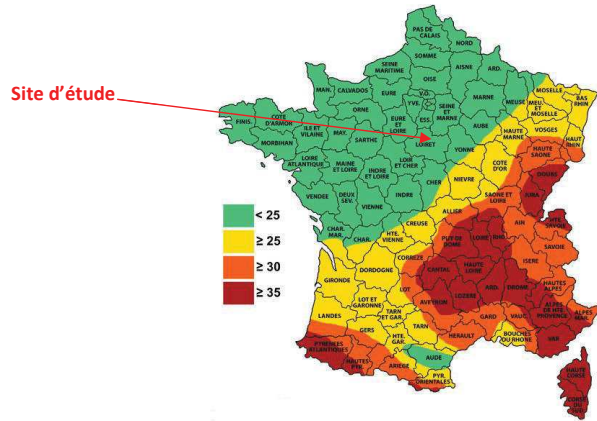 PAS DE
CALAIS
NORD
SOMME
SEINE
MARITIME
AISNE
ARD.
OISE
MAN.
CALVADOS
EURE
V.O.
MOSELLE
BAS
RHIN
Site d'étude
ORNE
YVE.
ESS.
SEINE
ET
MARNE
MARNE
MEUSE
MEU.
ET
MOSELLE
FINIS.
COTE
D'ARMOR
ILE ET
VILAINE
MAY.
SARTHE
EURE
ET
LOIRE
AUBE
HAUTE
MARNE
VOSGES
HAUT
RHIN
MORBIHAN
LOIRET
YONNE
HAUTE
SAONE
LOIRE
ATLANTIQUE
MAINE
ET LOIRE
INDRE
ET LOIRE
LOIR
ET CHER
CHER
NIEVRE
COTE
D'OR
DOUBS
JURA
VENDEE
DEUX
SEV.
VIENNE
INDRE
ALLIER
SAONE ET
LOIRE
AIN
HTE
SAVOIE
CHAR.
MAR.
CHAR.
HTE.
VIENNE
CREUSE
PUY-DE
DOME
LOIRE
RHO.
SAVOIE
< 25
≥ 25
≥ 30
≥ 35
CORREZE
CANTAL
HAUTE
LOIRE
ISERE
GIRONDE
DORDOGNE
LOT
AVEYRON
LOZERE
ARD.
DROME
HAUTES
ALPES
LOT ET
GARONNE
TARN
ET GAR.
LANDES
GERS
TARN
GARD
VAUC.
ALPES
DE HTE
PROVENCE
ALPES
MAR.
HTE.
GAR.
HERAULT
BOUCHES
DU RHONE
VAR
PYRENEES
ATLANTIQUES
HAUTES
PYR.
ARIEGE
AUDE
PYR.
ORIENTALES
HAUTE
CORSE
CORSE
DU
SUD